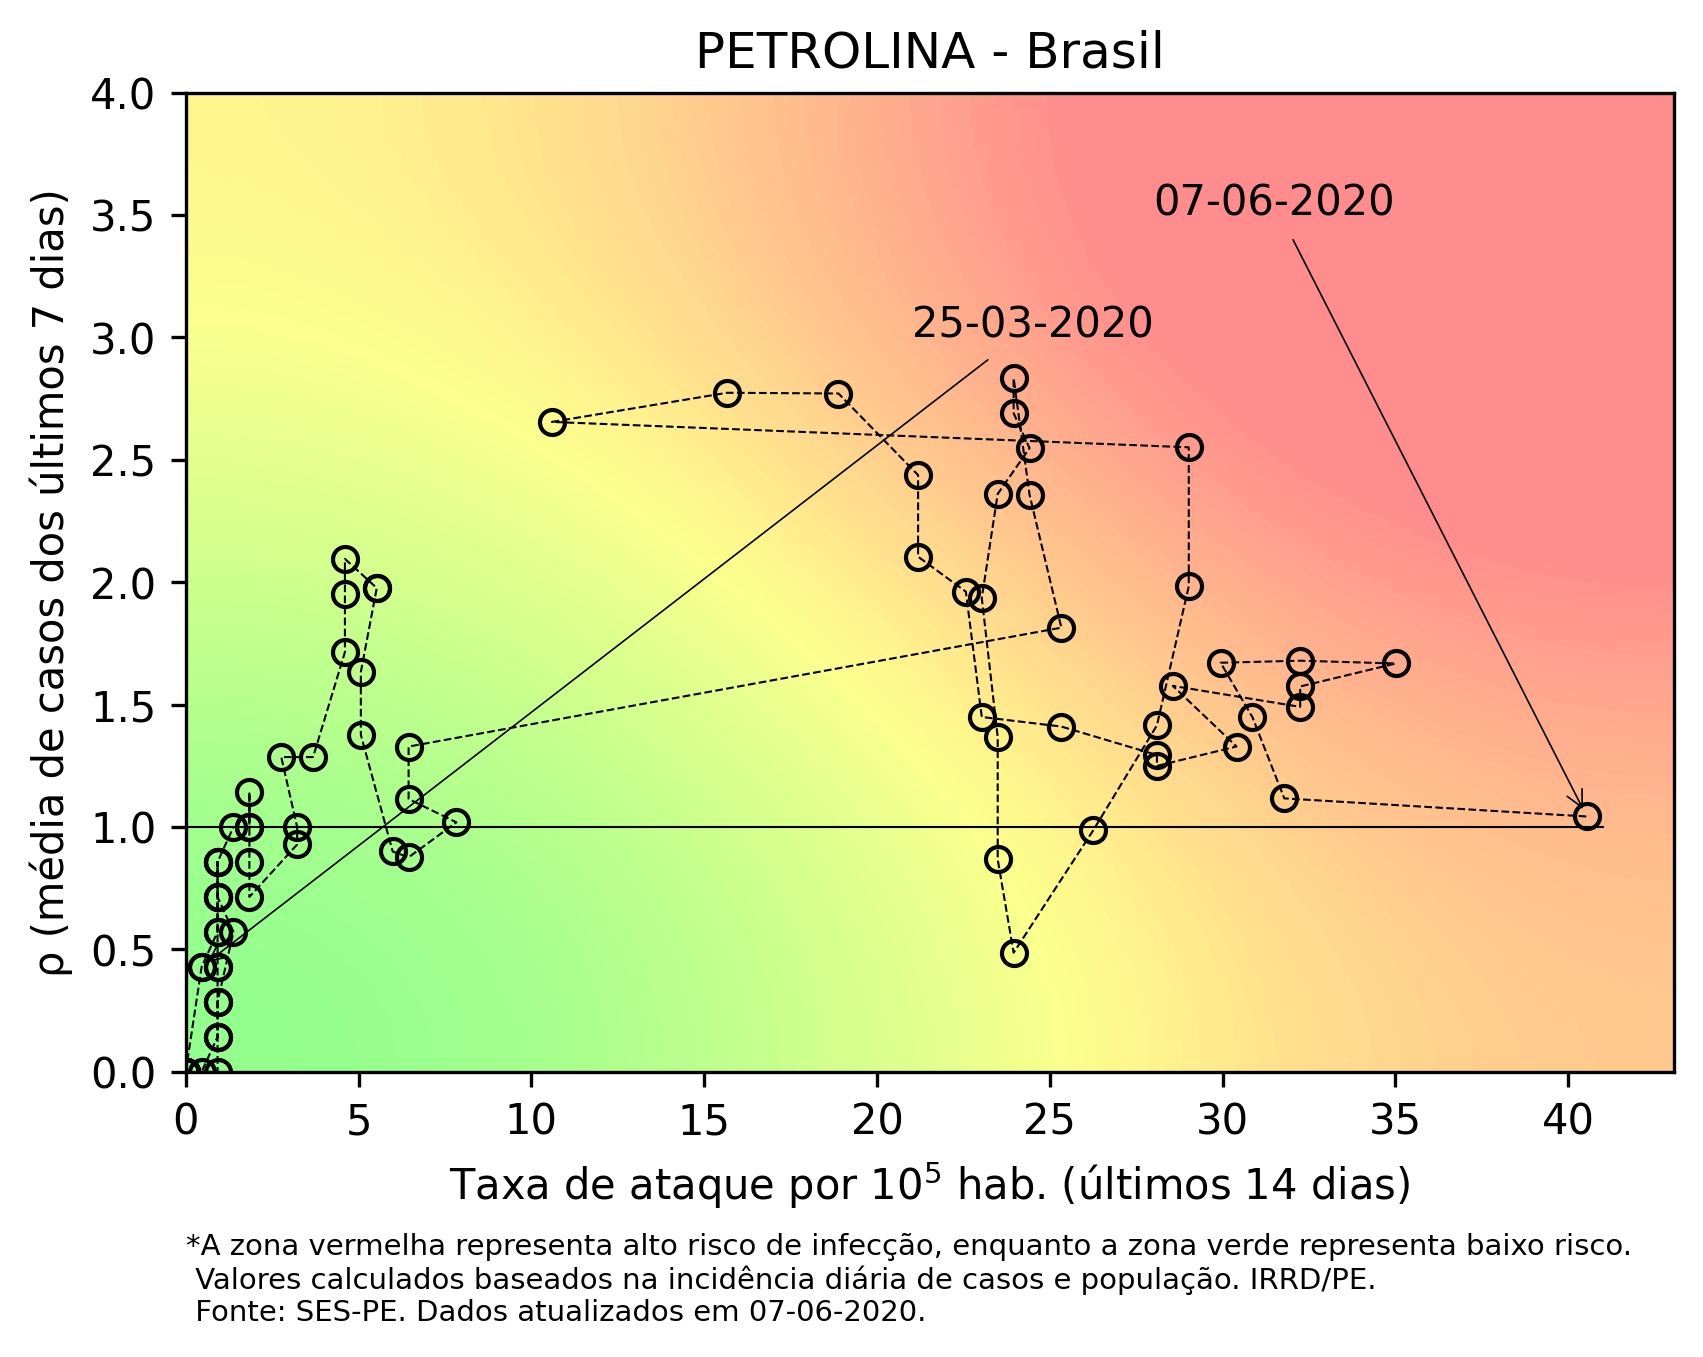 PETROLINA - Brasil
4.0
3.5
3.0
2.5
2.0
1.5
1.0
0.5
0.0
ρ (média de casos dos últimos 7 dias)
07-06-2020
25-03-2020
0 5 10 15 20 25 30 35 40
Taxa de ataque por 10⁵ hab. (últimos 14 dias)
*A zona vermelha representa alto risco de infecção, enquanto a zona verde representa baixo risco.
Valores calculados baseados na incidência diária de casos e população. IRRD/PE.
Fonte: SES-PE. Dados atualizados em 07-06-2020.